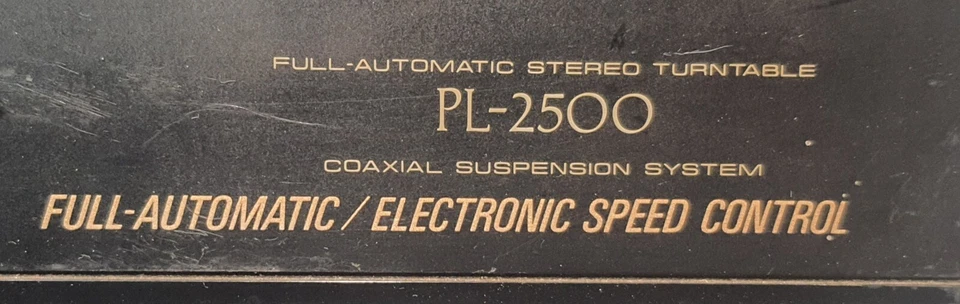 FULL-AUTOMATIC STEREO TURNTABLE
PL-2500
COAXIAL SUSPENSION SYSTEM
FULL-AUTOMATIC / ELECTRONIC SPEED CONTROL